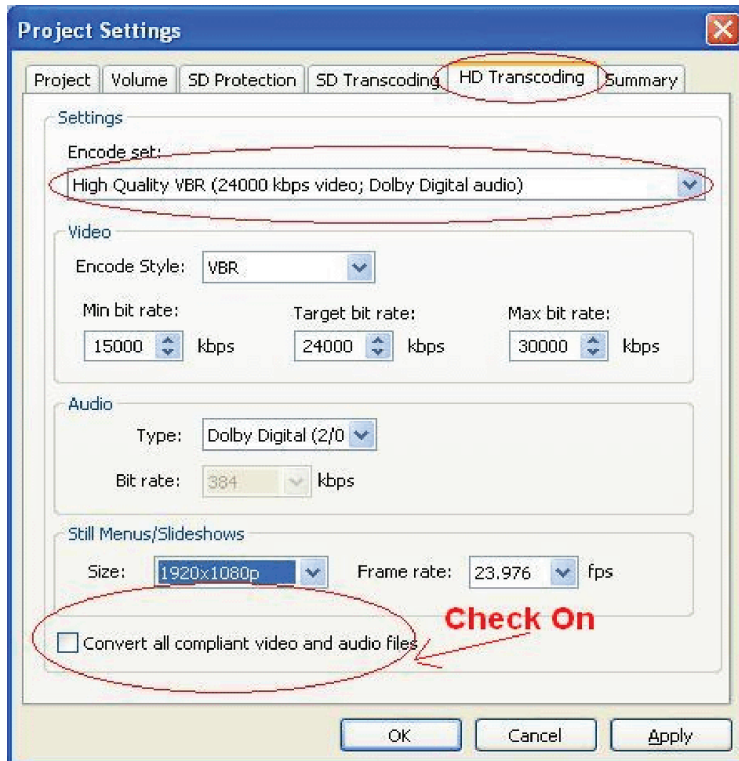 Project Settings
Project Volume SD Protection SD Transcoding HD Transcoding Summary
Settings
Encode set:
High Quality VBR (24000 kbps video; Dolby Digital audio)
Video
Encode Style: VBR
Min bit rate: Target bit rate: Max bit rate:
15000 kbps 24000 kbps 30000 kbps
Audio
Type: Dolby Digital (2/0
Bit rate: 384 kbps
Still Menus/Slideshows
Size: 1920x1080p Frame rate: 23.976 fps
Check On
Convert all compliant video and audio files
OK Cancel Apply